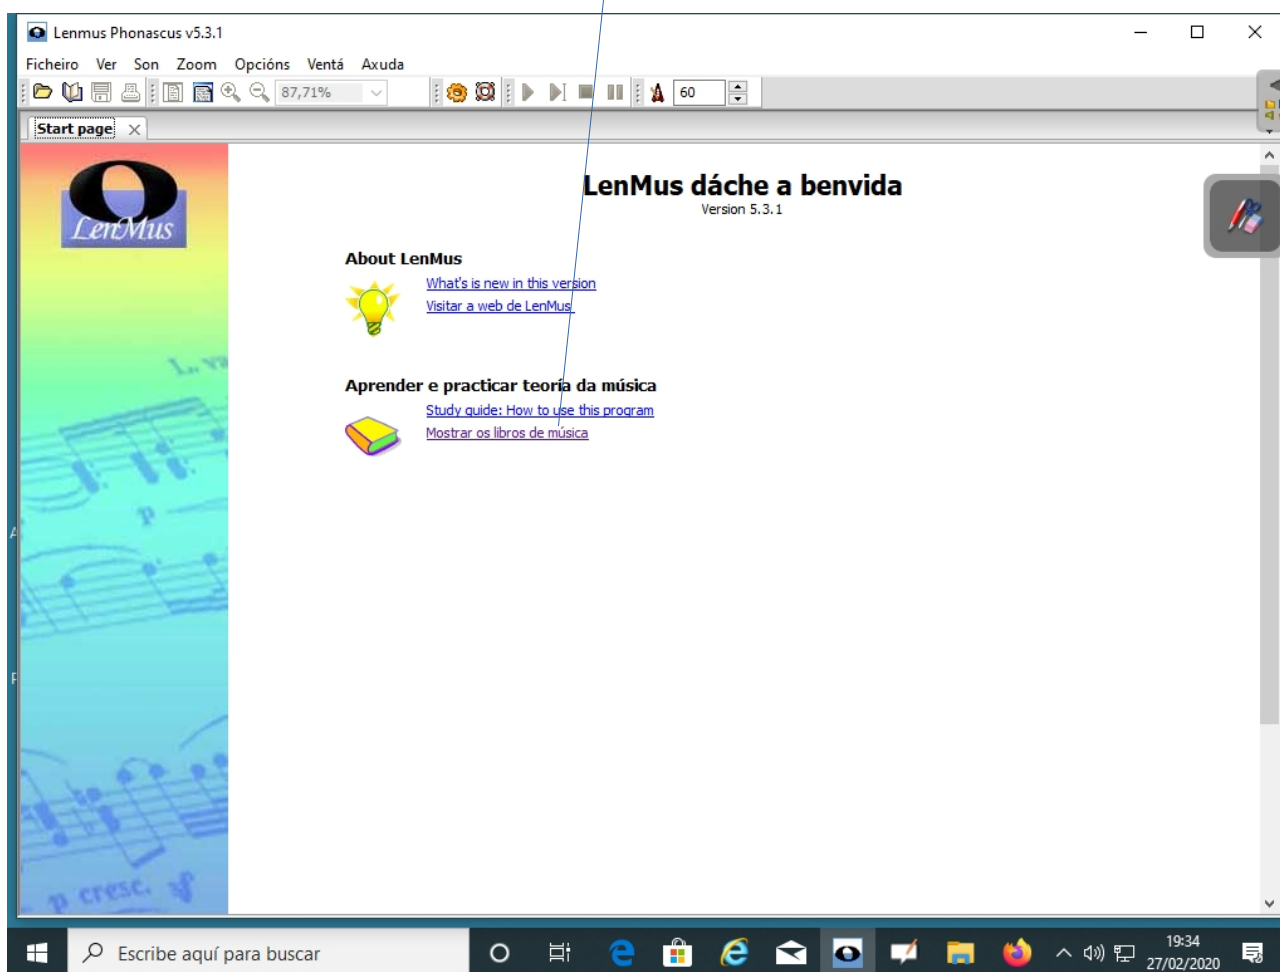 Lenmus Phonascus v5.3.1
Ficheiro Ver Son Zoom Opcións Ventá Axuda
87,71% 60
Start page
LenMus
LenMus dáche a benvida
Version 5.3.1
About LenMus
What's is new in this version
Visitar a web de LenMus
Aprender e practicar teoría da música
Study guide: How to use this program
Mostrar os libros de música
p
p cresc. sf
Escribe aquí para buscar
19:34
27/02/2020